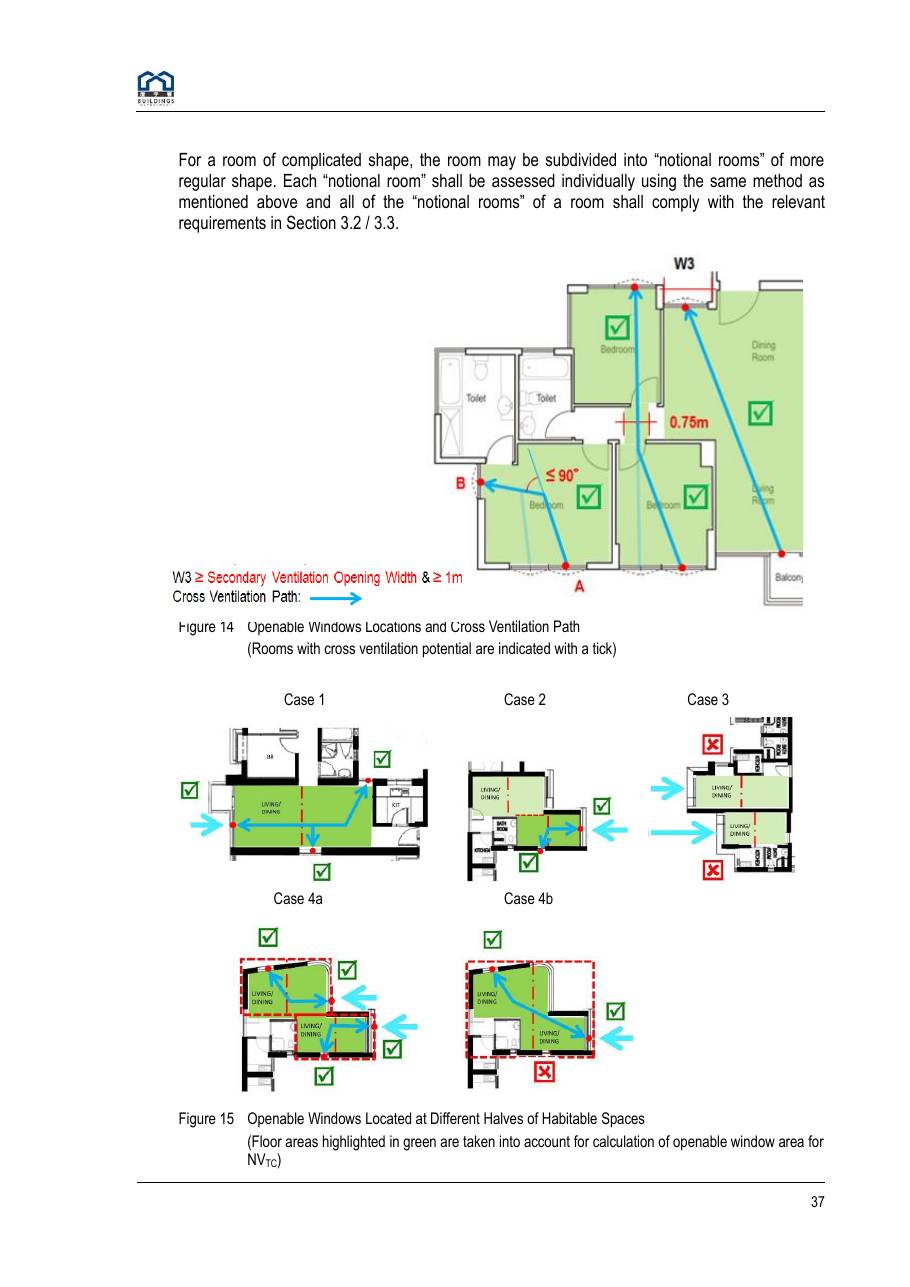 BUILDINGS
For a room of complicated shape, the room may be subdivided into “notional rooms” of more
regular shape. Each “notional room” shall be assessed individually using the same method as
mentioned above and all of the “notional rooms” of a room shall comply with the relevant
requirements in Section 3.2 / 3.3.
W3
Bedroom
Dining
Room
Toilet
Toilet
0.75m
B
≤ 90°
Bedroom
Bedroom
Living
Room
A
Balcony
W3 ≥ Secondary Ventilation Opening Width & ≥ 1m
Cross Ventilation Path:
Figure 14 Openable Windows Locations and Cross Ventilation Path
(Rooms with cross ventilation potential are indicated with a tick)
Case 1
Case 2
Case 3
BR
LIVING/
DINING
KIT
LIVING/
DINING
BATH
ROOM
KITCHEN
LIVING/
DINING
KITCHEN
LIVING/
DINING
KITCHEN
Case 4a
Case 4b
LIVING/
DINING
LIVING/
DINING
LIVING/
DINING
LIVING/
DINING
Figure 15 Openable Windows Located at Different Halves of Habitable Spaces
(Floor areas highlighted in green are taken into account for calculation of openable window area for
NVTC)
37